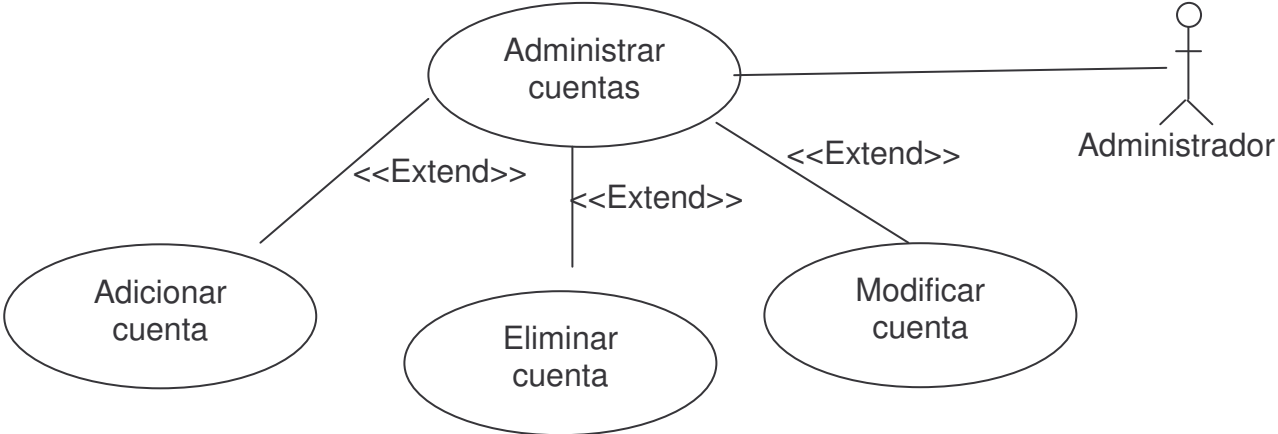 Administrar
cuentas
Administrador
<<Extend>>
<<Extend>>
<<Extend>>
Adicionar
cuenta
Eliminar
cuenta
Modificar
cuenta